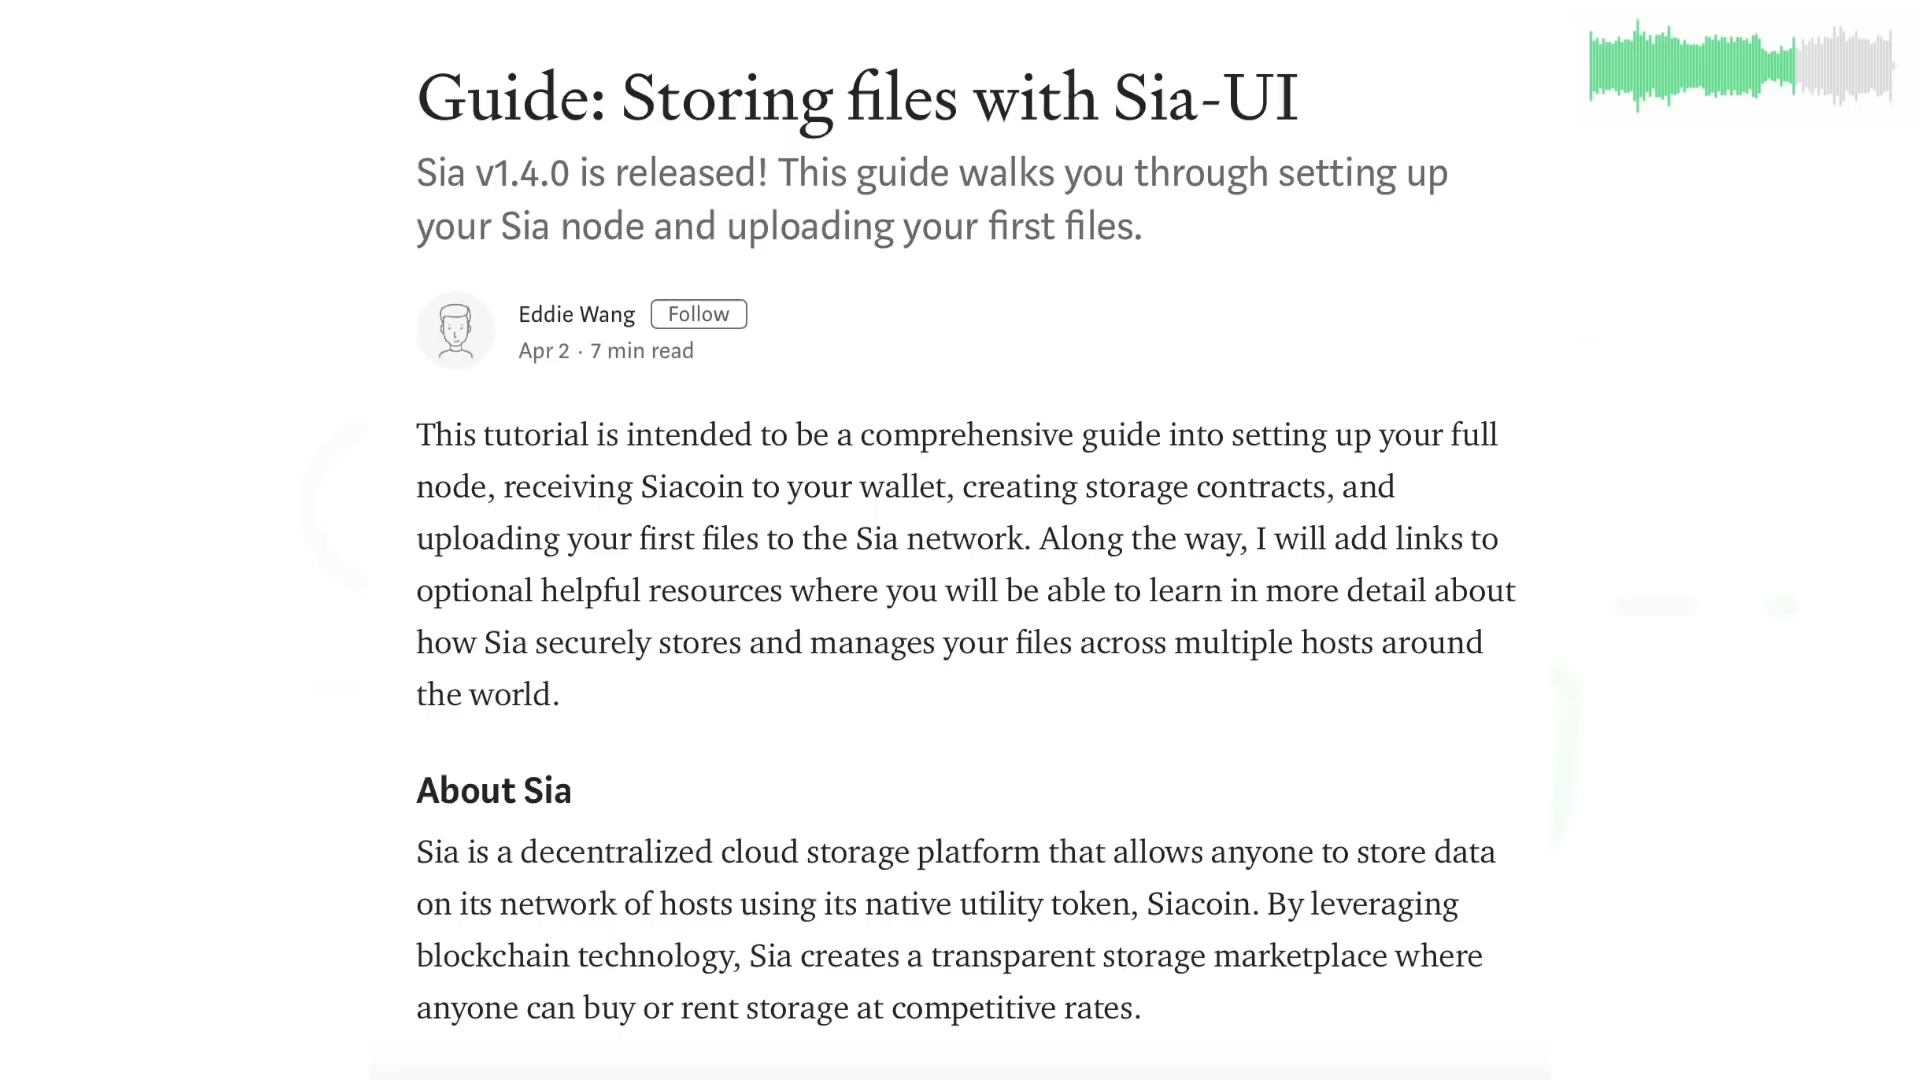 Guide: Storing files with Sia-UI
Sia v1.4.0 is released! This guide walks you through setting up
your Sia node and uploading your first files.
Eddie Wang Follow
Apr 2 · 7 min read
This tutorial is intended to be a comprehensive guide into setting up your full
node, receiving Siacoin to your wallet, creating storage contracts, and
uploading your first files to the Sia network. Along the way, I will add links to
optional helpful resources where you will be able to learn in more detail about
how Sia securely stores and manages your files across multiple hosts around
the world.
About Sia
Sia is a decentralized cloud storage platform that allows anyone to store data
on its network of hosts using its native utility token, Siacoin. By leveraging
blockchain technology, Sia creates a transparent storage marketplace where
anyone can buy or rent storage at competitive rates.